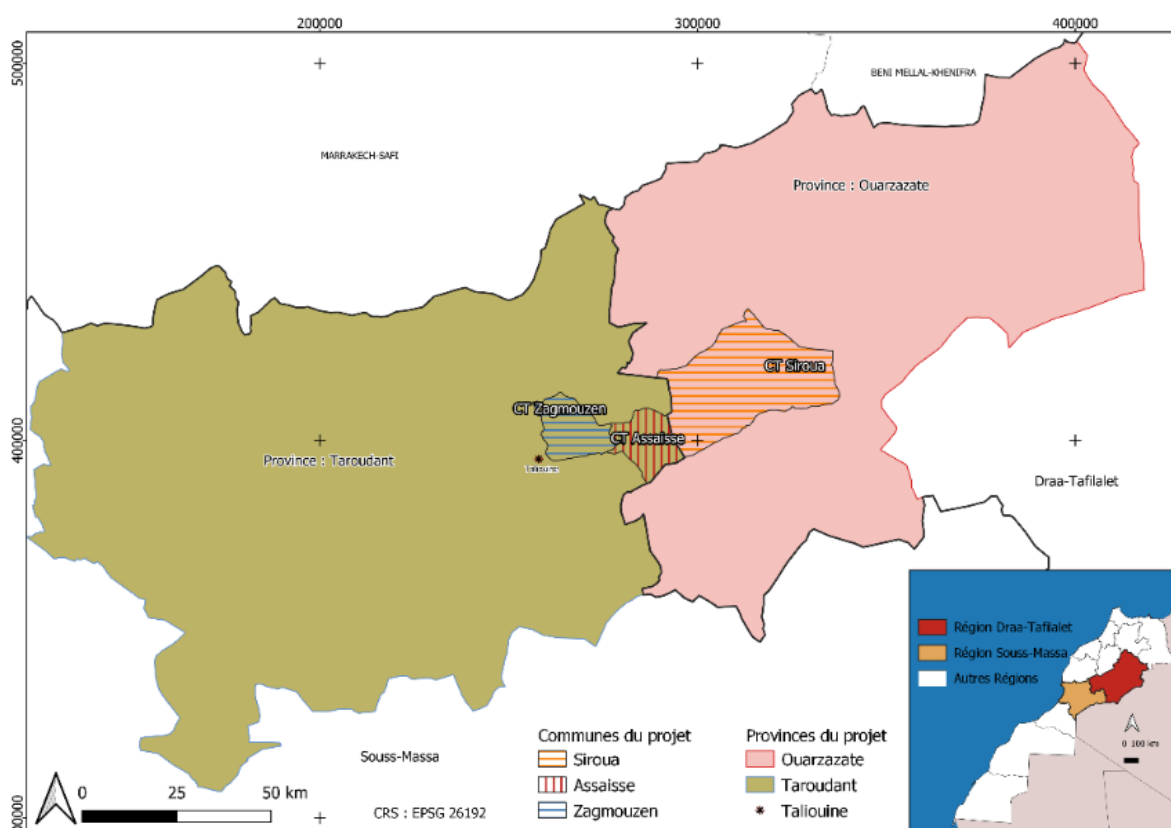 200000
300000
400000
500000
BENI MELLAL-KHENIFRA
MARRAKECH-SAFI
Province : Ouarzazate
CT Siroua
CT Zagmouzen
CT Assaisse
400000
Province : Taroudant
Taliouine
Draa-Tafilalet
Région Draa-Tafilalet
Région Souss-Massa
Autres Régions
0 100 km
Souss-Massa
Communes du projet
Siroua
Assaisse
Zagmouzen
Provinces du projet
Ouarzazate
Taroudant
Taliouine
0 25 50 km
CRS : EPSG 26192